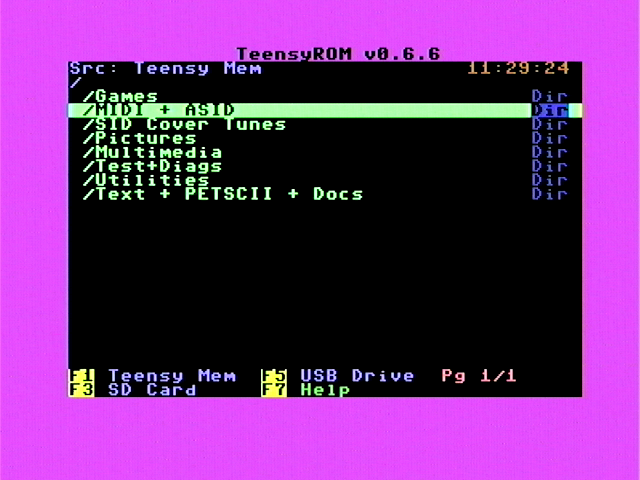 TeensyROM v0.6.6
Src: Teensy Mem 11:29:24
/
/Games Dir
/MIDI + ASID Dir
/SID Cover Tunes Dir
/Pictures Dir
/Multimedia Dir
/Test+Diags Dir
/Utilities Dir
/Text + PETSCII + Docs Dir
F1 Teensy Mem F5 USB Drive Pg 1/1
F3 SD Card F7 Help